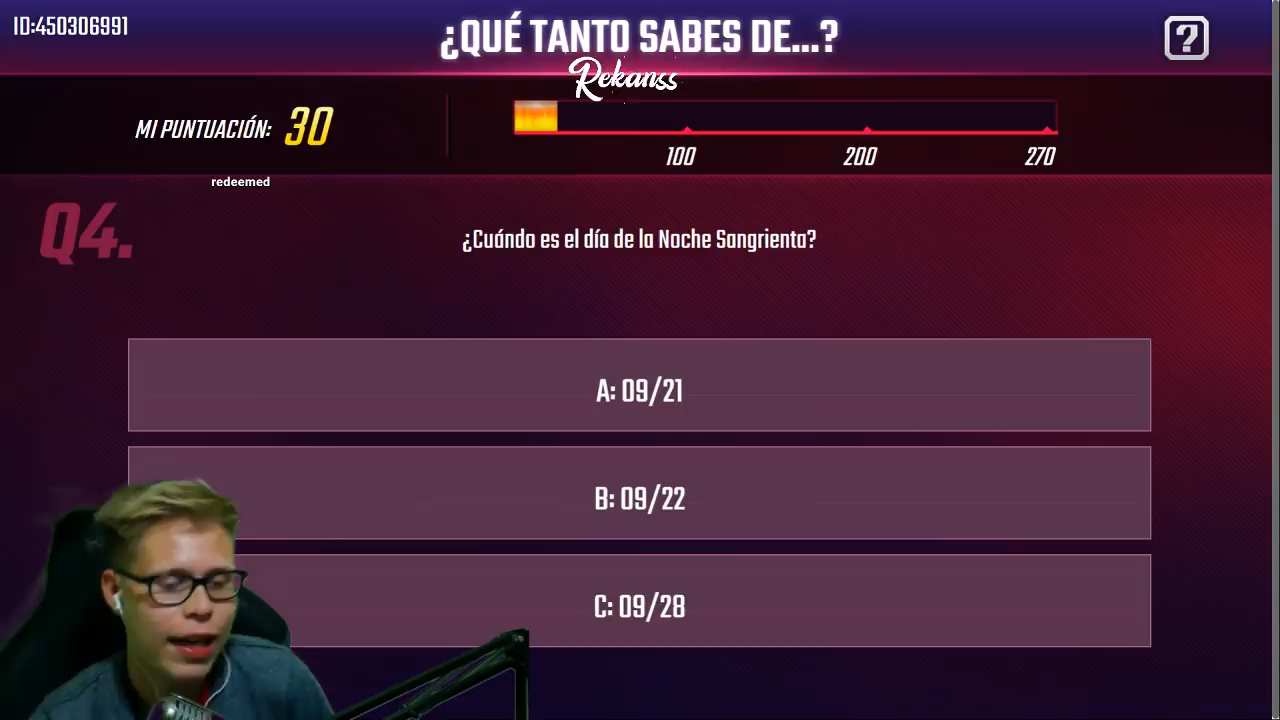 ID:450306991
¿QUÉ TANTO SABES DE...?
?
Rekanss
MI PUNTUACIÓN: 30
100 200 270
redeemed
Q4.
¿Cuándo es el día de la Noche Sangrienta?
A: 09/21
B: 09/22
C: 09/28